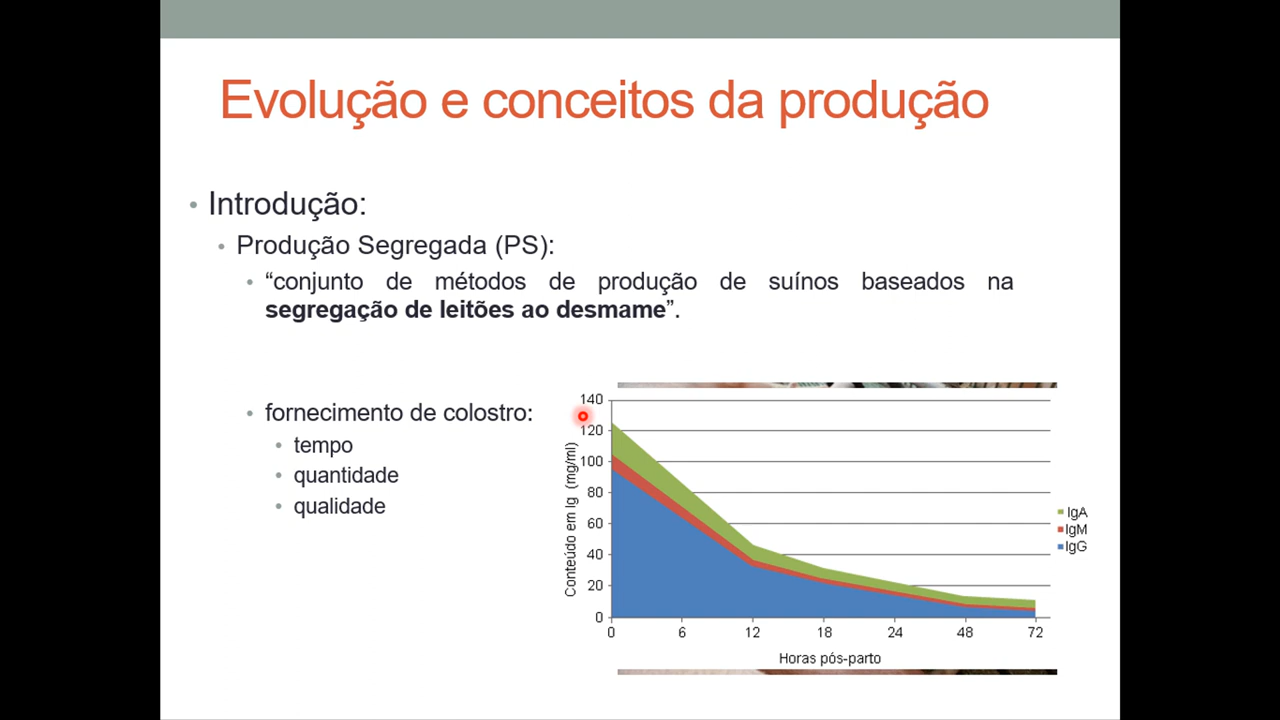 Evolução e conceitos da produção
• Introdução:
• Produção Segregada (PS):
• “conjunto de métodos de produção de suínos baseados na
segregação de leitões ao desmame”.
• fornecimento de colostro:
• tempo
• quantidade
• qualidade
Conteúdo em Ig (mg/ml)
140
120
100
80
60
40
20
0
0 6 12 18 24 48 72
Horas pós-parto
IgA
IgM
IgG